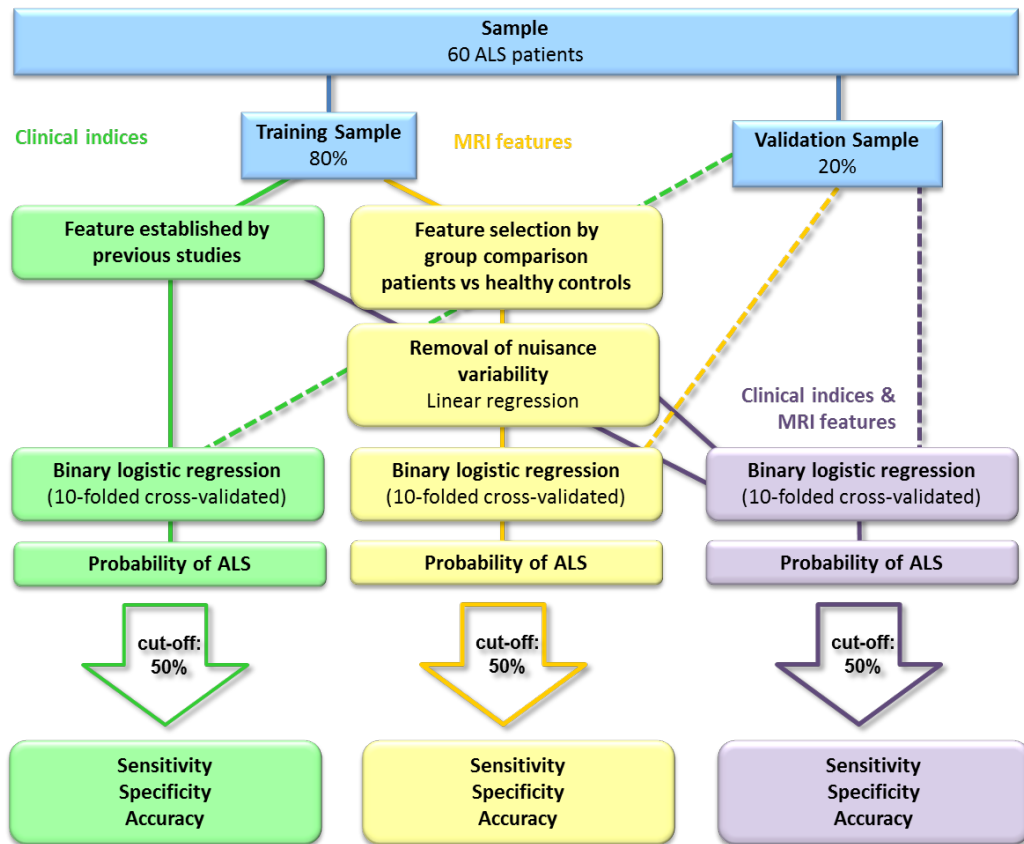 Sample
60 ALS patients
Clinical indices
Training Sample
80%
MRI features
Validation Sample
20%
Feature established by
previous studies
Feature selection by
group comparison
patients vs healthy controls
Removal of nuisance
variability
Linear regression
Clinical indices &
MRI features
Binary logistic regression
(10-folded cross-validated)
Binary logistic regression
(10-folded cross-validated)
Binary logistic regression
(10-folded cross-validated)
Probability of ALS
Probability of ALS
Probability of ALS
cut-off:
50%
cut-off:
50%
cut-off:
50%
Sensitivity
Specificity
Accuracy
Sensitivity
Specificity
Accuracy
Sensitivity
Specificity
Accuracy